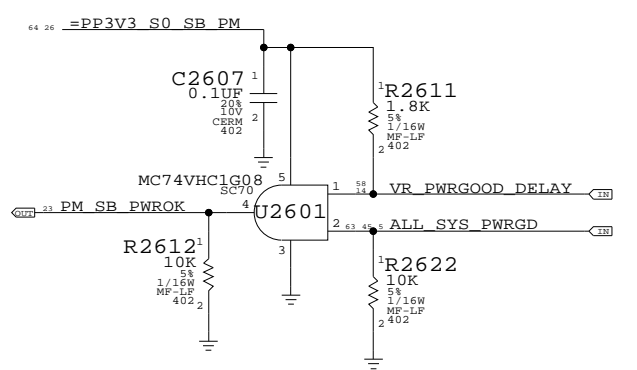 64 26 =PP3V3_S0_SB_PM
C2607 1
0.1UF
20%
10V
CERM
402
2
1 R2611
1.8K
5%
1/16W
MF-LF
2 402
MC74VHC1G08
SC70
5
1 58 14 VR_PWRGOOD_DELAY IN
OUT 23 PM_SB_PWROK 4 U2601
2 63 45 5 ALL_SYS_PWRGD IN
3
R2612 1
10K
5%
1/16W
MF-LF
402
2
1 R2622
10K
5%
1/16W
MF-LF
2 402